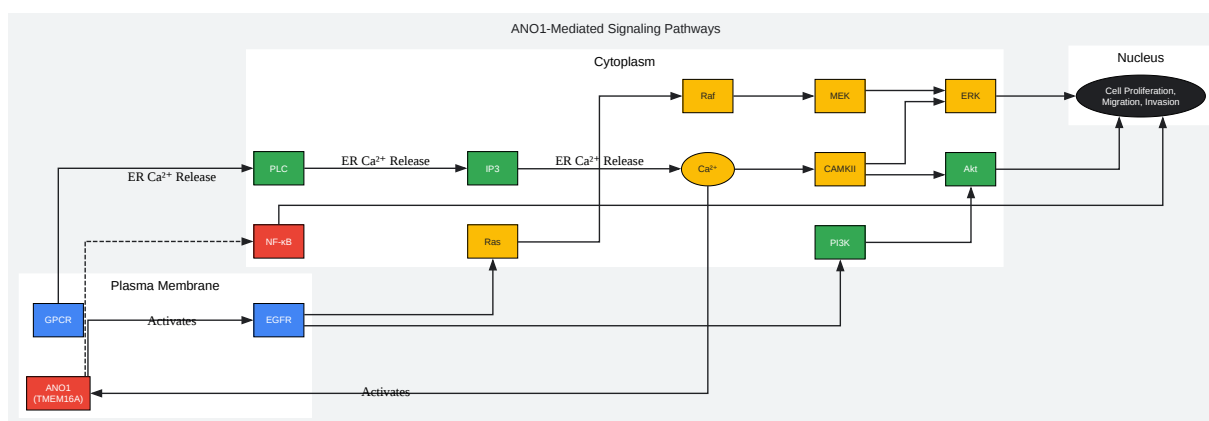 ANO1-Mediated Signaling Pathways
Nucleus
Cytoplasm
Cell Proliferation,
Migration, Invasion
Raf
MEK
ERK
ER Ca²⁺ Release
ER Ca²⁺ Release
ER Ca²⁺ Release
PLC
IP3
Ca²⁺
CAMKII
Akt
NF-κB
Ras
PI3K
Plasma Membrane
GPCR
Activates
EGFR
ANO1
(TMEM16A)
Activates